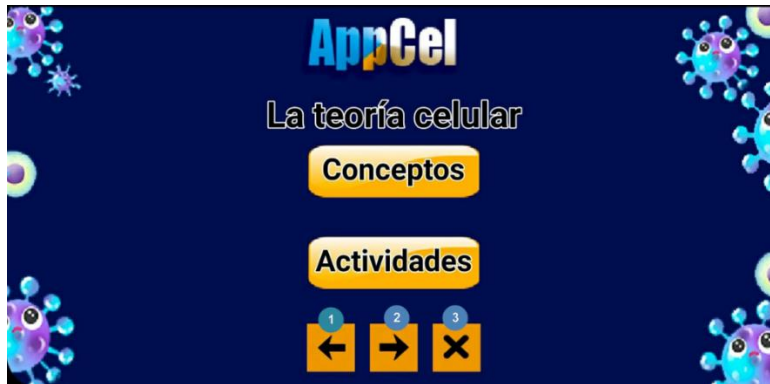 AppCel
La teoría celular
Conceptos
Actividades
1 2 3